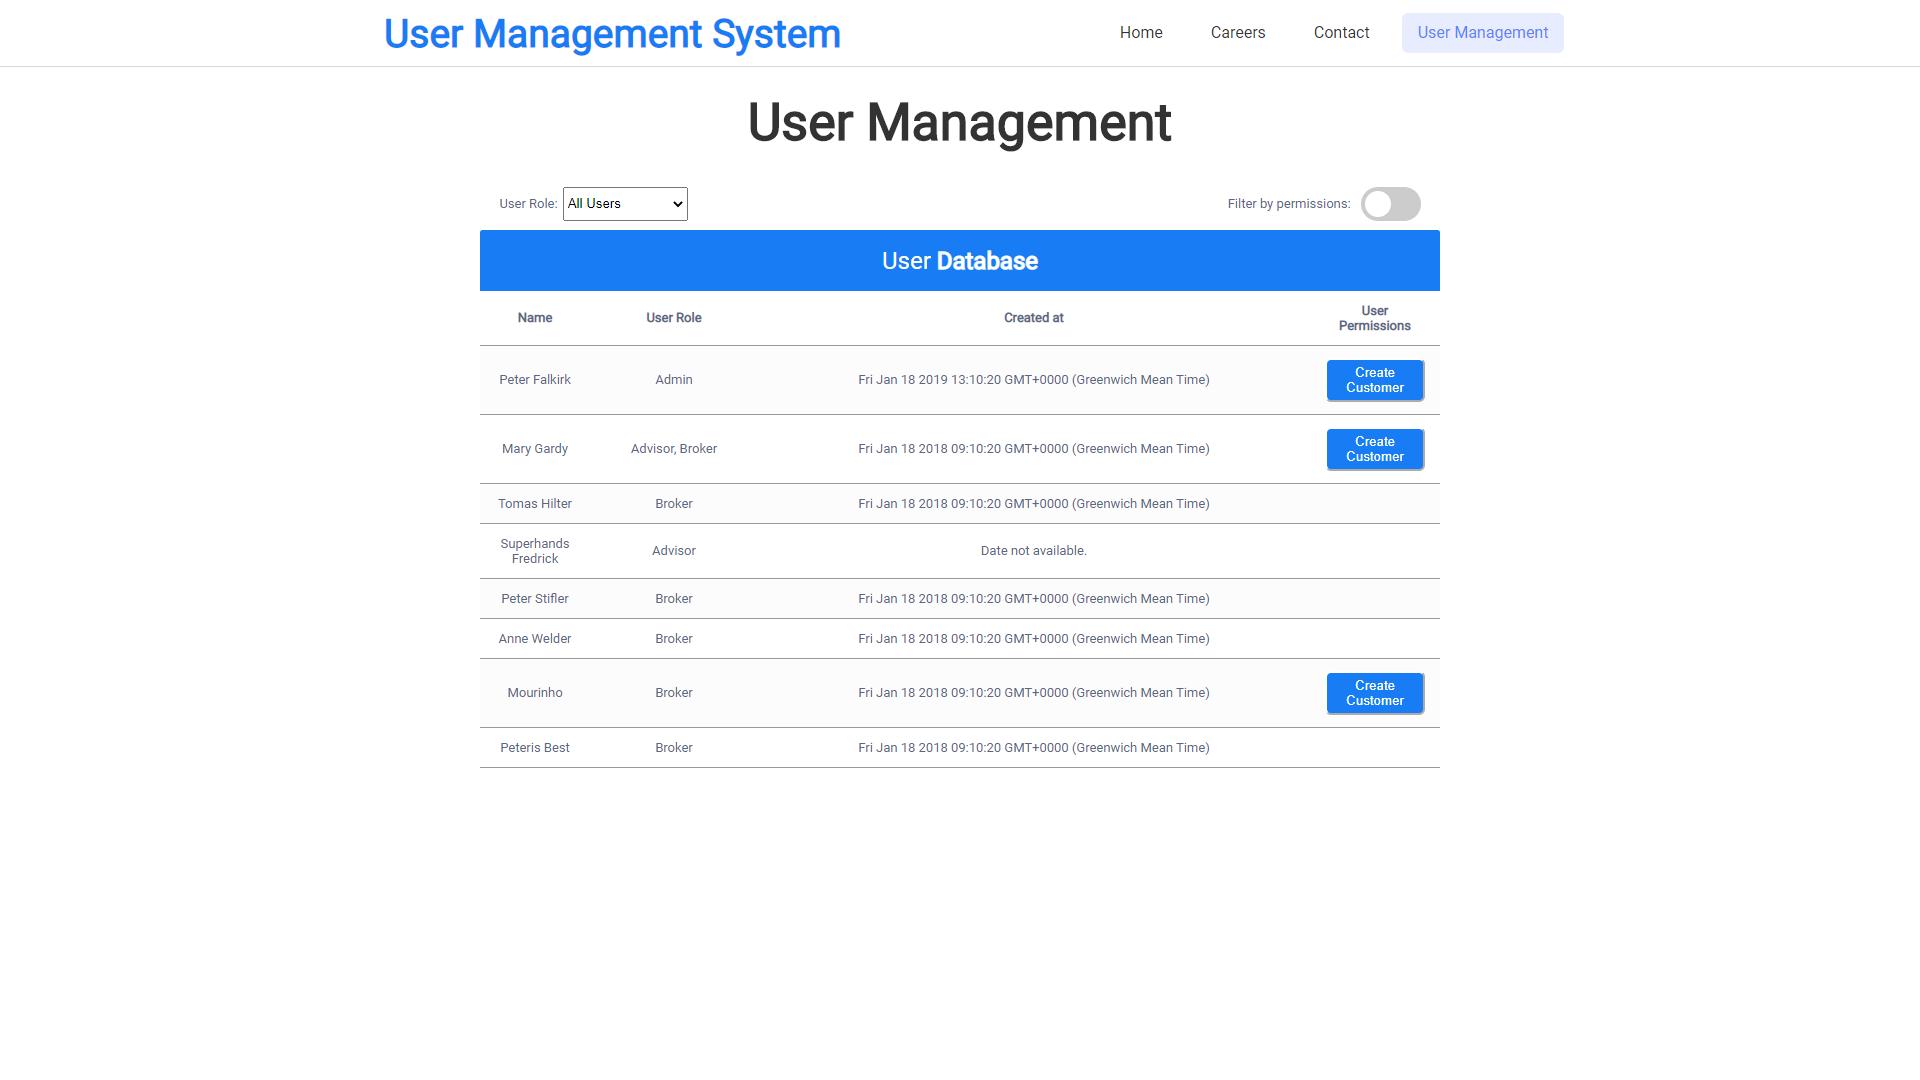 User Management System
Home
Careers
Contact
User Management
User Management
User Role:
All Users
Filter by permissions:
User Database
Name
User Role
Created at
User
Permissions
Peter Falkirk
Admin
Fri Jan 18 2019 13:10:20 GMT+0000 (Greenwich Mean Time)
Create
Customer
Mary Gardy
Advisor, Broker
Fri Jan 18 2018 09:10:20 GMT+0000 (Greenwich Mean Time)
Create
Customer
Tomas Hilter
Broker
Fri Jan 18 2018 09:10:20 GMT+0000 (Greenwich Mean Time)
Superhands
Fredrick
Advisor
Date not available.
Peter Stifler
Broker
Fri Jan 18 2018 09:10:20 GMT+0000 (Greenwich Mean Time)
Anne Welder
Broker
Fri Jan 18 2018 09:10:20 GMT+0000 (Greenwich Mean Time)
Mourinho
Broker
Fri Jan 18 2018 09:10:20 GMT+0000 (Greenwich Mean Time)
Create
Customer
Peteris Best
Broker
Fri Jan 18 2018 09:10:20 GMT+0000 (Greenwich Mean Time)